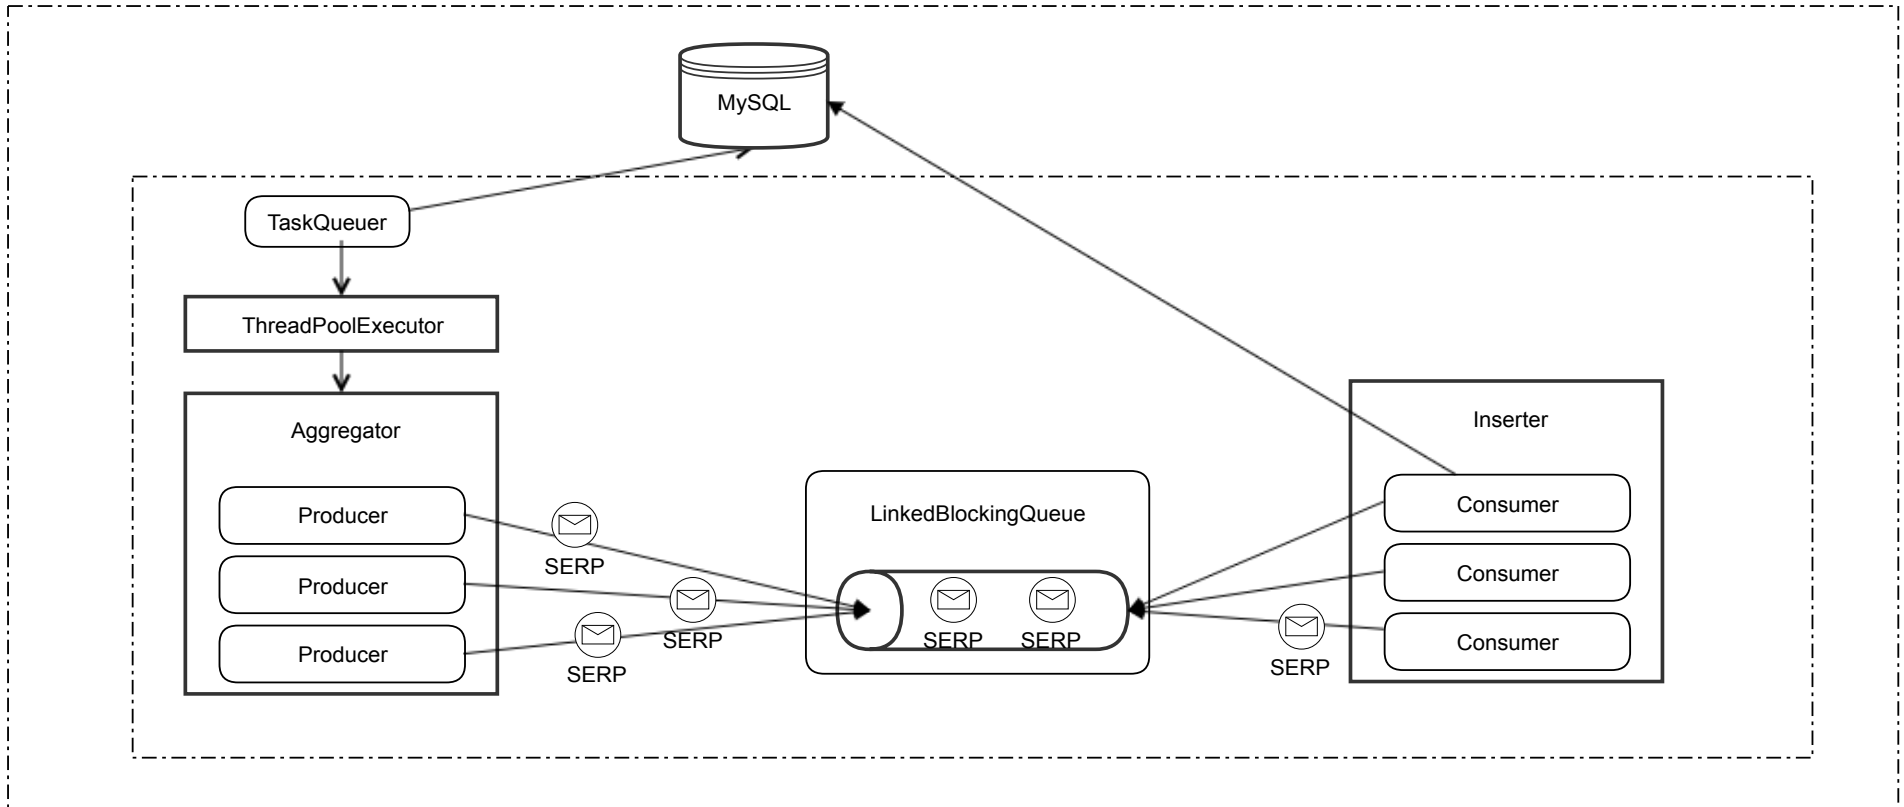 MySQL
TaskQueuer
ThreadPoolExecutor
Aggregator
Producer
Producer
Producer
SERP
SERP
SERP
LinkedBlockingQueue
SERP
SERP
SERP
Inserter
Consumer
Consumer
Consumer